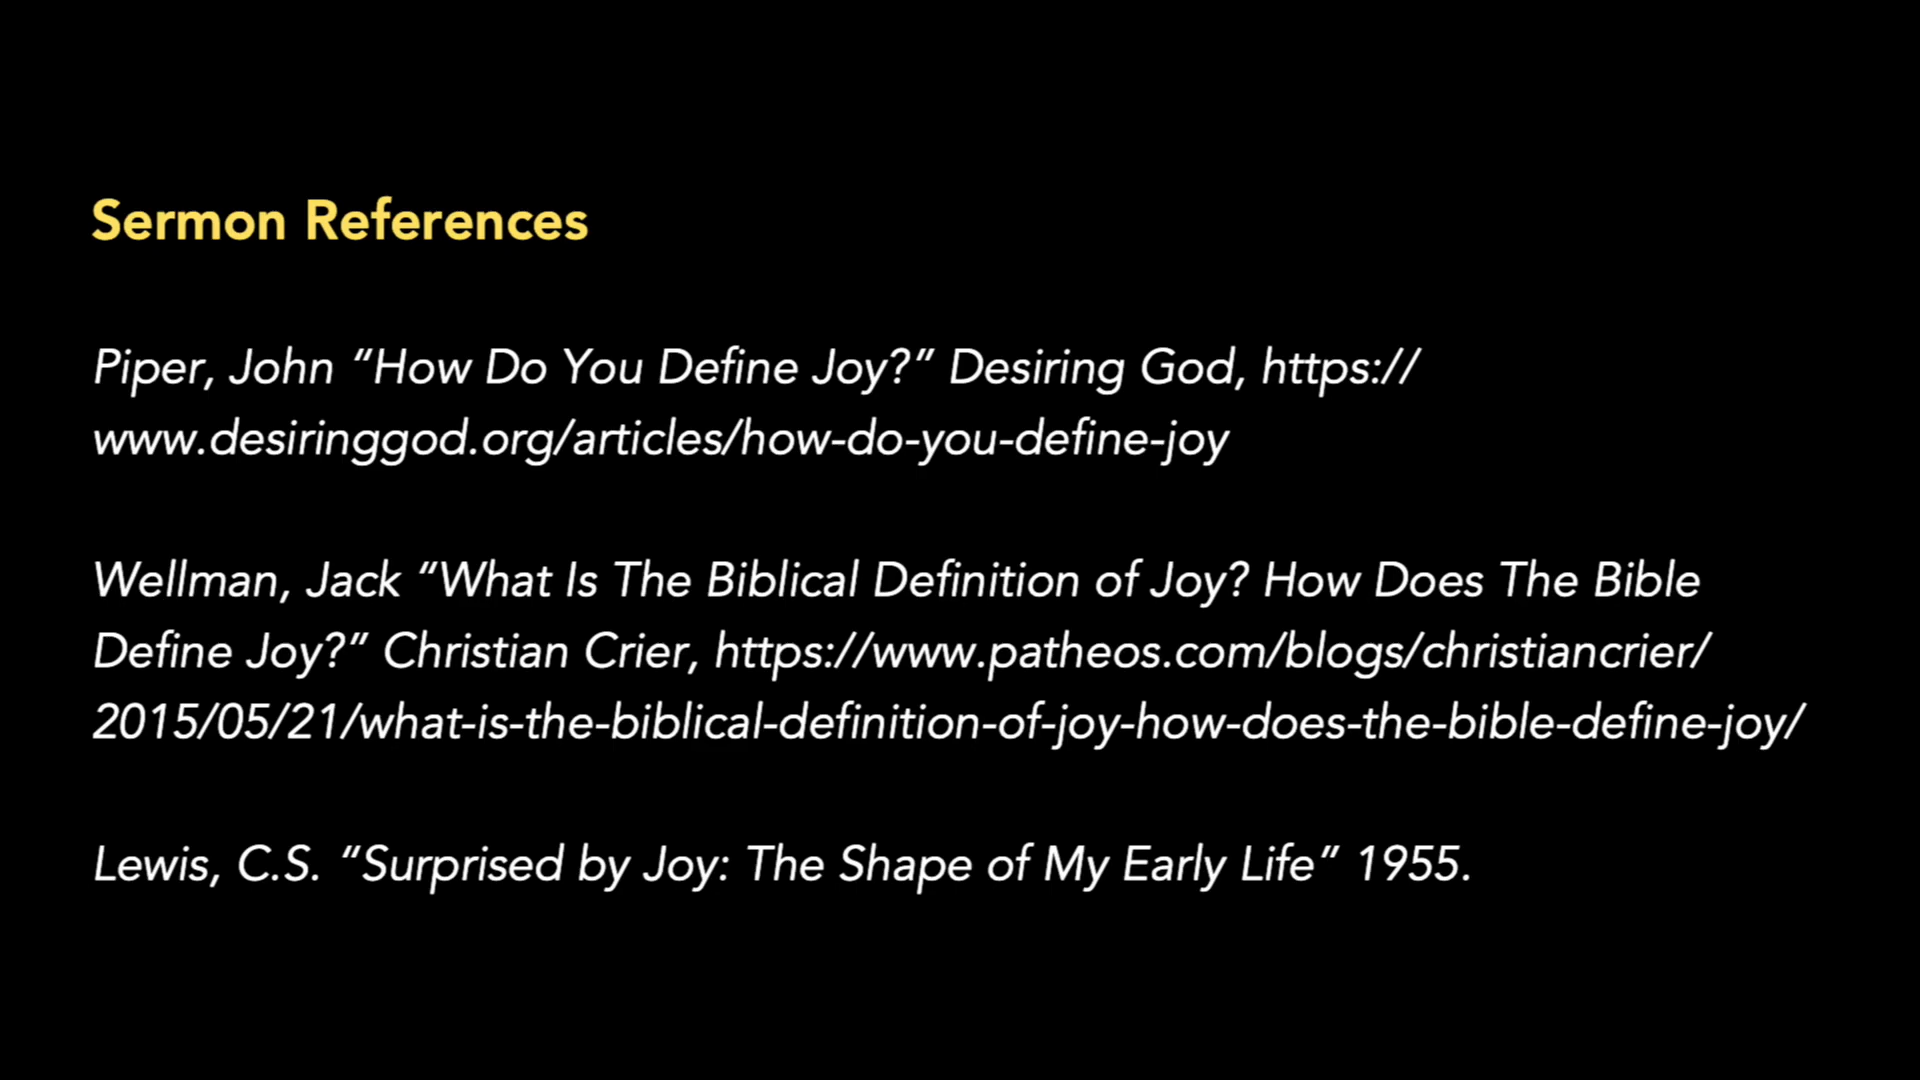 Sermon References
Piper, John “How Do You Define Joy?” Desiring God, https://
www.desiringgod.org/articles/how-do-you-define-joy
Wellman, Jack “What Is The Biblical Definition of Joy? How Does The Bible
Define Joy?” Christian Crier, https://www.patheos.com/blogs/christiancrier/
2015/05/21/what-is-the-biblical-definition-of-joy-how-does-the-bible-define-joy/
Lewis, C.S. “Surprised by Joy: The Shape of My Early Life” 1955.